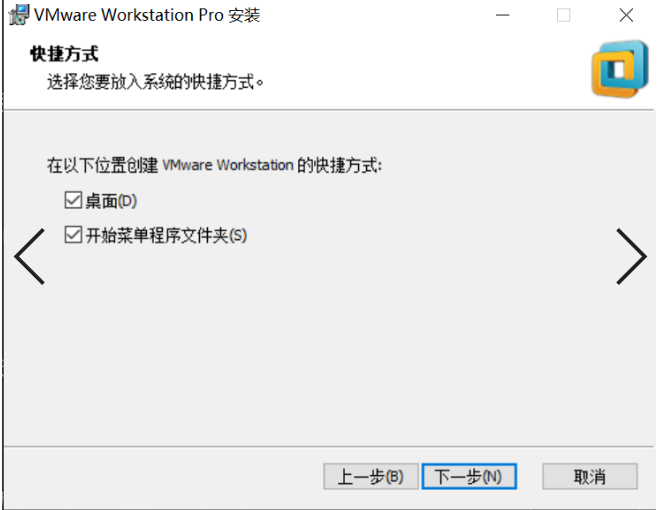 VMware Workstation Pro 安装
快捷方式
选择您要放入系统的快捷方式。
在以下位置创建 VMware Workstation 的快捷方式:
桌面(D)
开始菜单程序文件夹(S)
上一步(B) 下一步(N) 取消